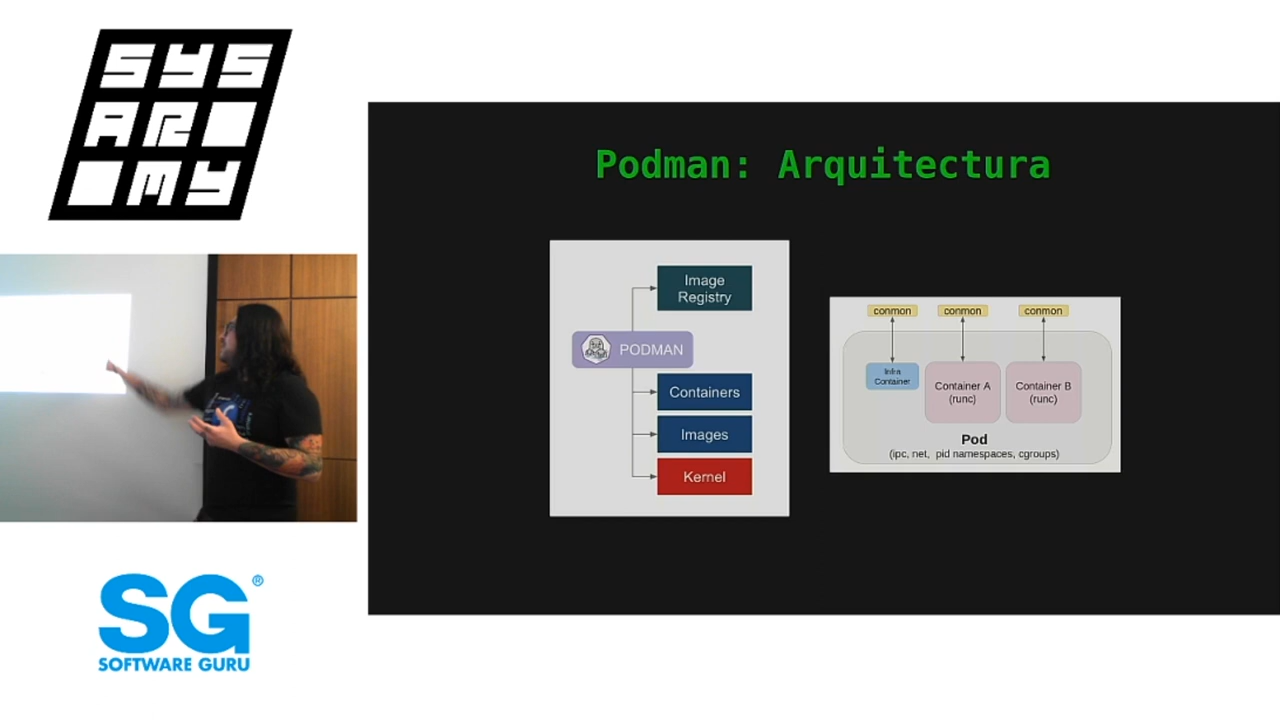 SYS
AR
MY
Podman: Arquitectura
Image
Registry
PODMAN
Containers
Images
Kernel
conmon
conmon
conmon
Infra
Container
Container A
(runc)
Container B
(runc)
Pod
(ipc, net, pid namespaces, cgroups)
SG®
SOFTWARE GURU